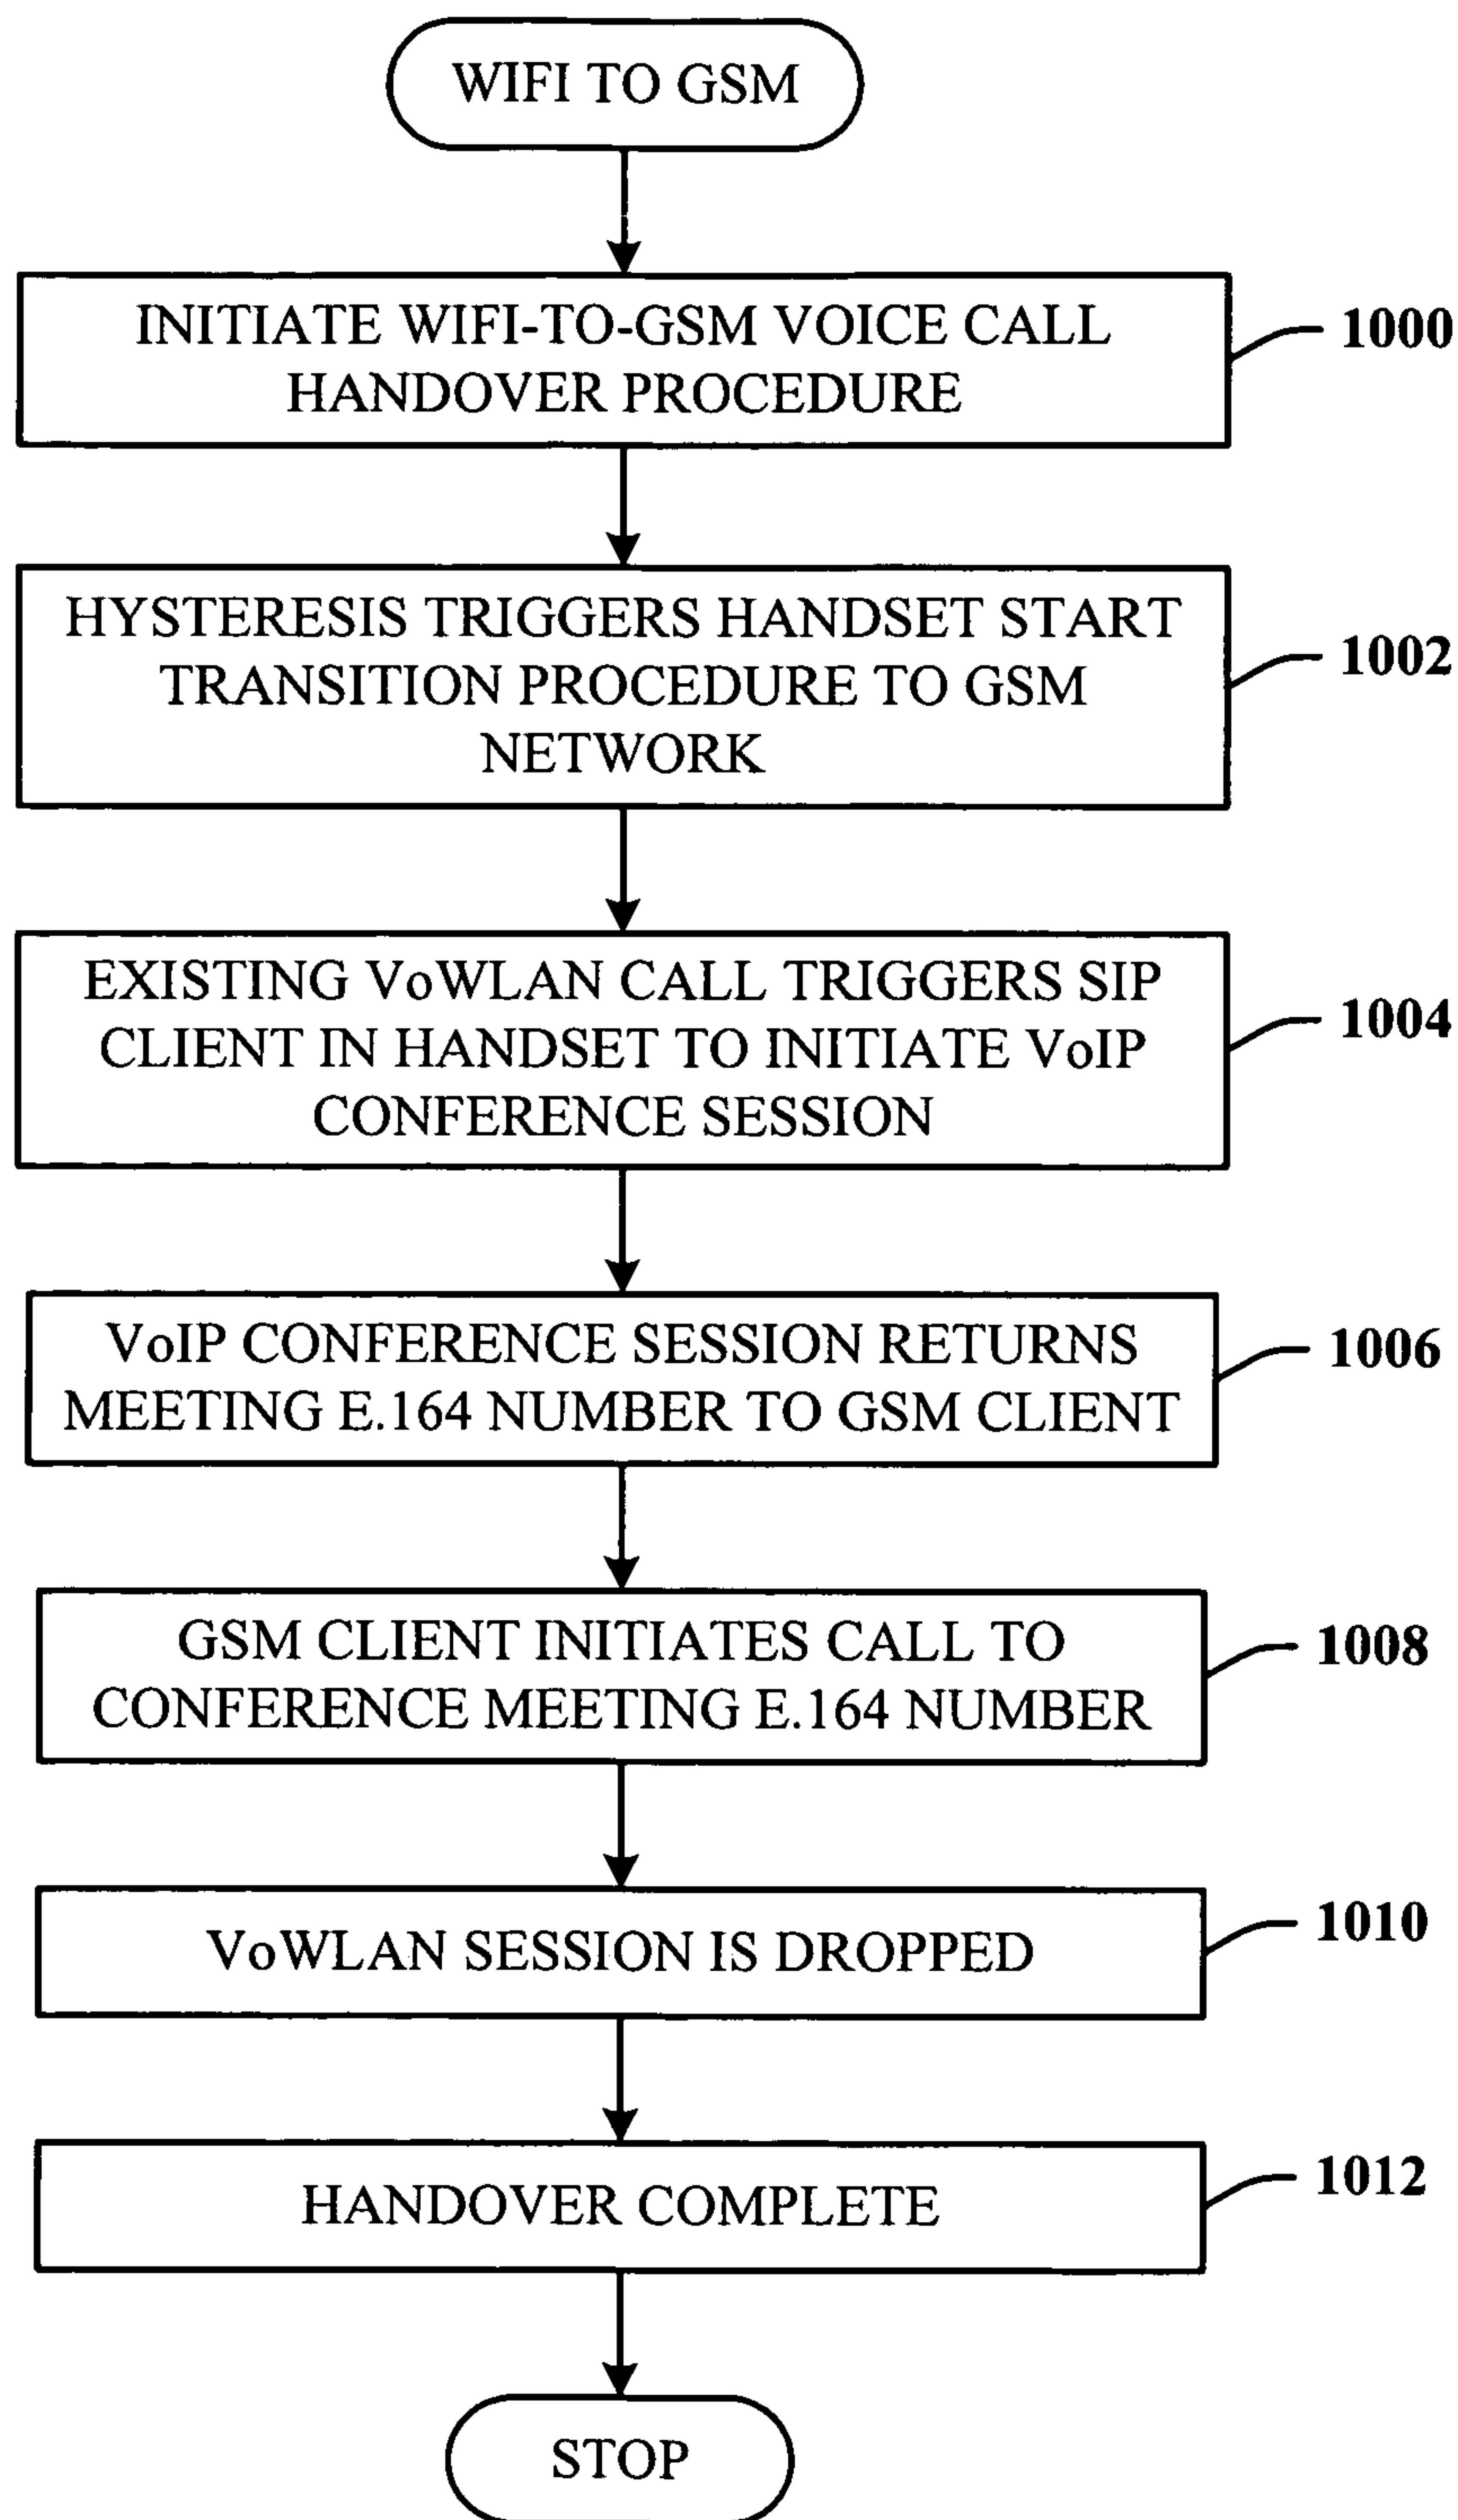 WIFI TO GSM
INITIATE WIFI-TO-GSM VOICE CALL
HANDOVER PROCEDURE
1000
HYSTERESIS TRIGGERS HANDSET START
TRANSITION PROCEDURE TO GSM
NETWORK
1002
EXISTING VoWLAN CALL TRIGGERS SIP
CLIENT IN HANDSET TO INITIATE VoIP
CONFERENCE SESSION
1004
VoIP CONFERENCE SESSION RETURNS
MEETING E.164 NUMBER TO GSM CLIENT
1006
GSM CLIENT INITIATES CALL TO
CONFERENCE MEETING E.164 NUMBER
1008
VoWLAN SESSION IS DROPPED
1010
HANDOVER COMPLETE
1012
STOP